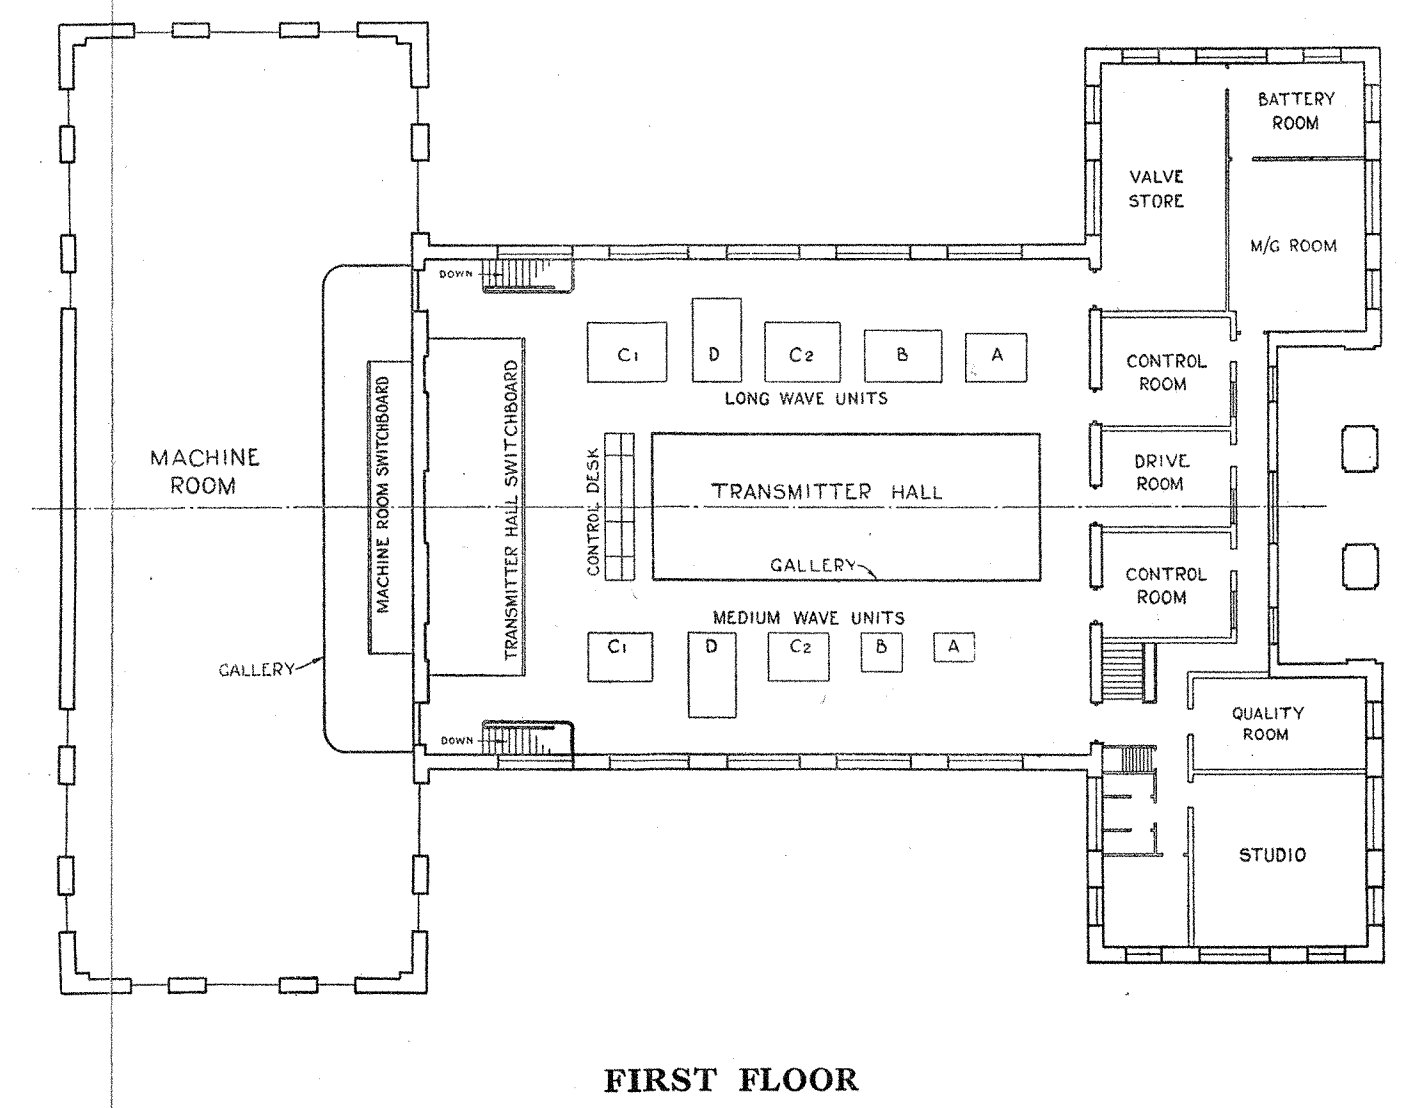 BATTERY
ROOM
VALVE
STORE
M/G ROOM
DOWN
C1
D
C2
B
A
LONG WAVE UNITS
CONTROL
ROOM
MACHINE
ROOM
MACHINE ROOM SWITCHBOARD
TRANSMITTER HALL SWITCHBOARD
CONTROL DESK
TRANSMITTER HALL
GALLERY
DRIVE
ROOM
CONTROL
ROOM
MEDIUM WAVE UNITS
C1
D
C2
B
A
GALLERY
DOWN
QUALITY
ROOM
STUDIO
FIRST FLOOR